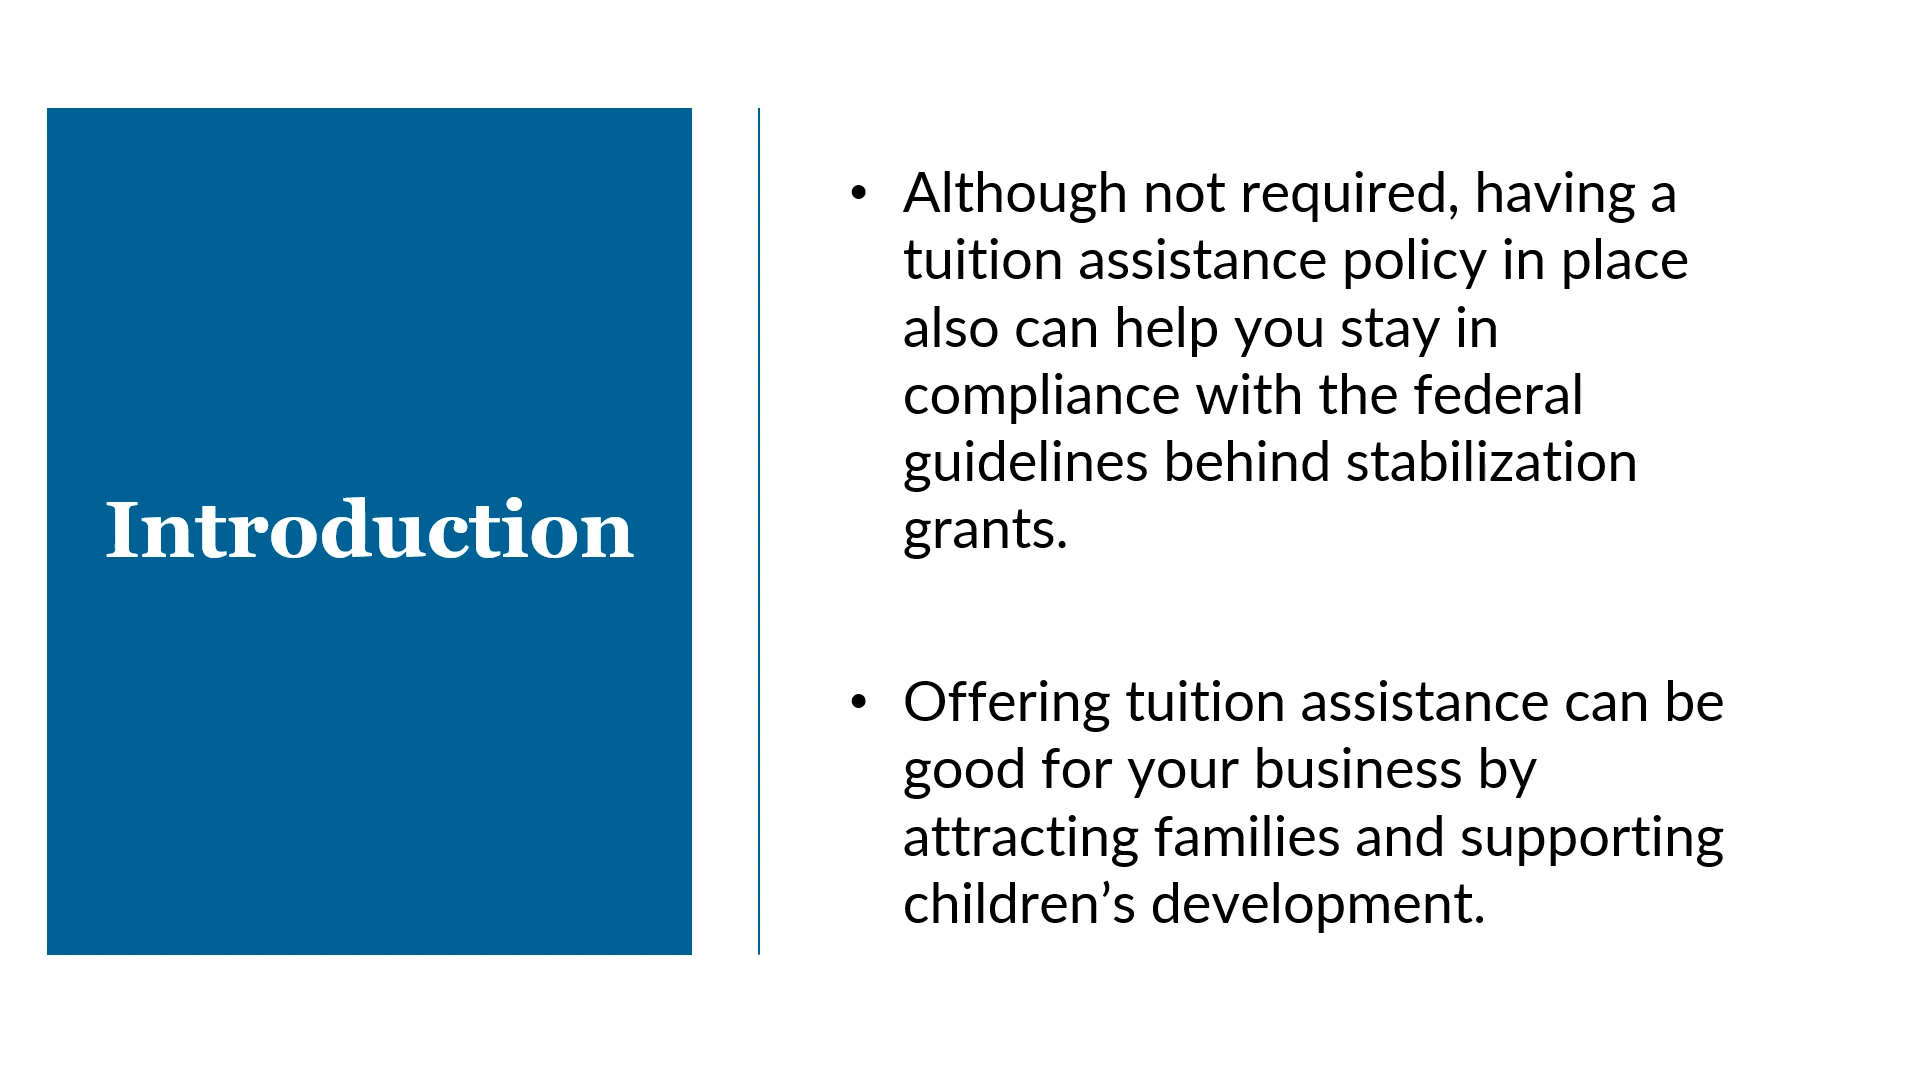 Introduction
• Although not required, having a
tuition assistance policy in place
also can help you stay in
compliance with the federal
guidelines behind stabilization
grants.
• Offering tuition assistance can be
good for your business by
attracting families and supporting
children’s development.